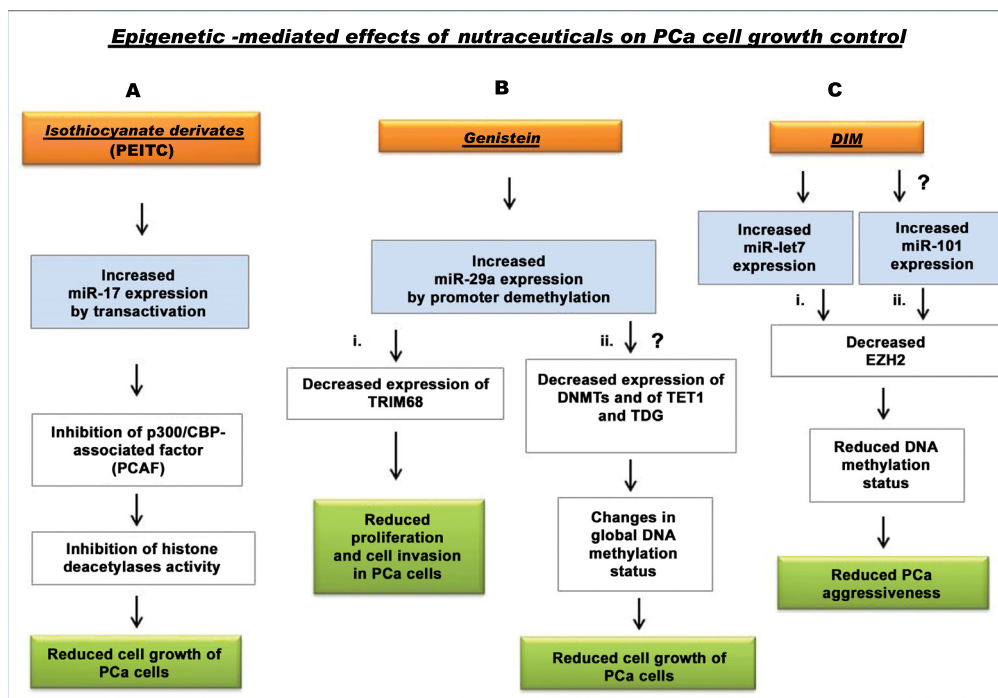 Epigenetic -mediated effects of nutraceuticals on PCa cell growth control
A
Isothiocyanate derivates
(PEITC)
Increased
miR-17 expression
by transactivation
Inhibition of p300/CBP-
associated factor
(PCAF)
Inhibition of histone
deacetylases activity
Reduced cell growth of
PCa cells
B
Genistein
Increased
miR-29a expression
by promoter demethylation
i.
Decreased expression of
TRIM68
Reduced
proliferation
and cell invasion
in PCa cells
ii.
?
Decreased expression of
DNMTs and of TET1
and TDG
Changes in
global DNA
methylation
status
Reduced cell growth of
PCa cells
C
DIM
?
Increased
miR-let7
expression
Increased
miR-101
expression
i.
ii.
Decreased
EZH2
Reduced DNA
methylation
status
Reduced PCa
aggressiveness